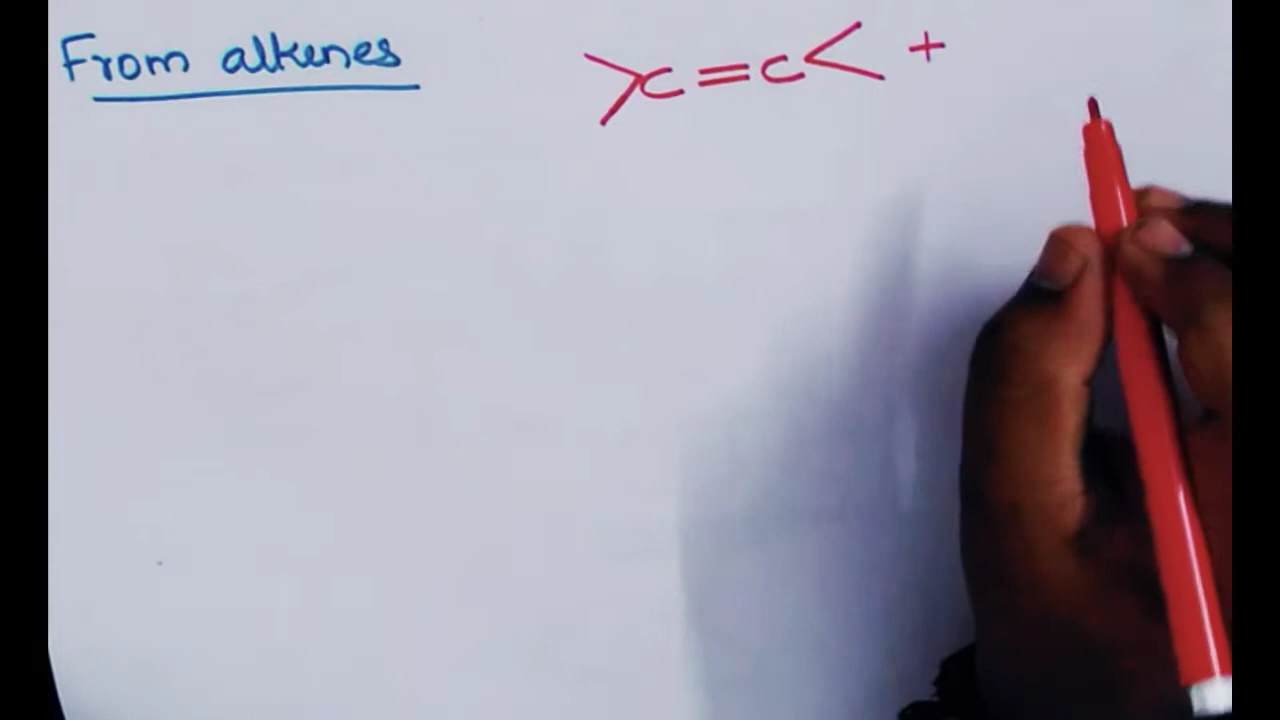 From alkenes
>C=C< +